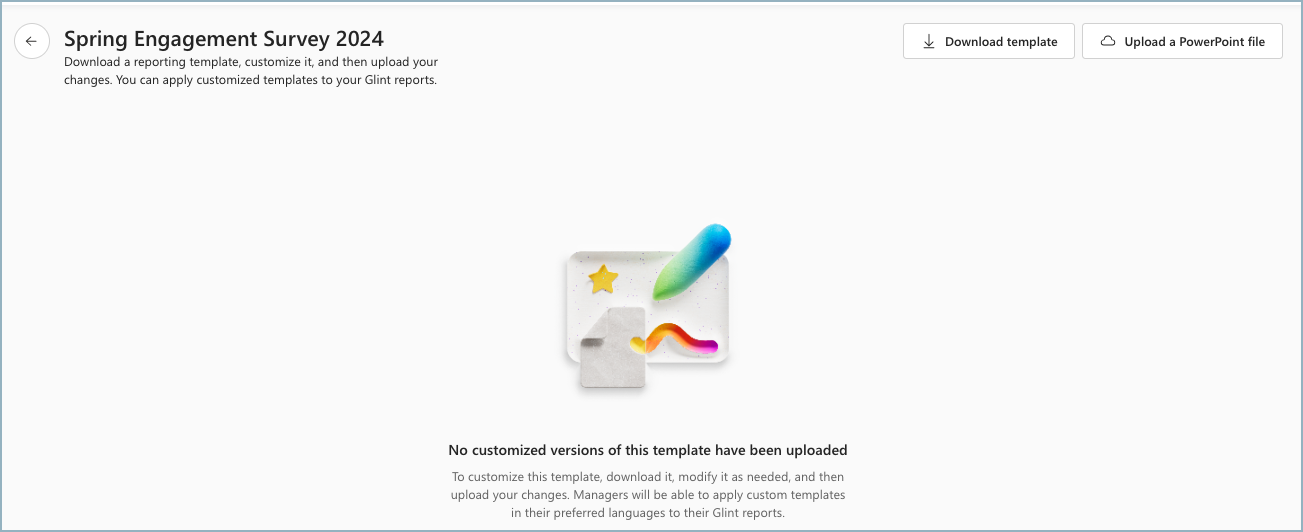 Spring Engagement Survey 2024
Download a reporting template, customize it, and then upload your
changes. You can apply customized templates to your Glint reports.
Download template
Upload a PowerPoint file
No customized versions of this template have been uploaded
To customize this template, download it, modify it as needed, and then
upload your changes. Managers will be able to apply custom templates
in their preferred languages to their Glint reports.